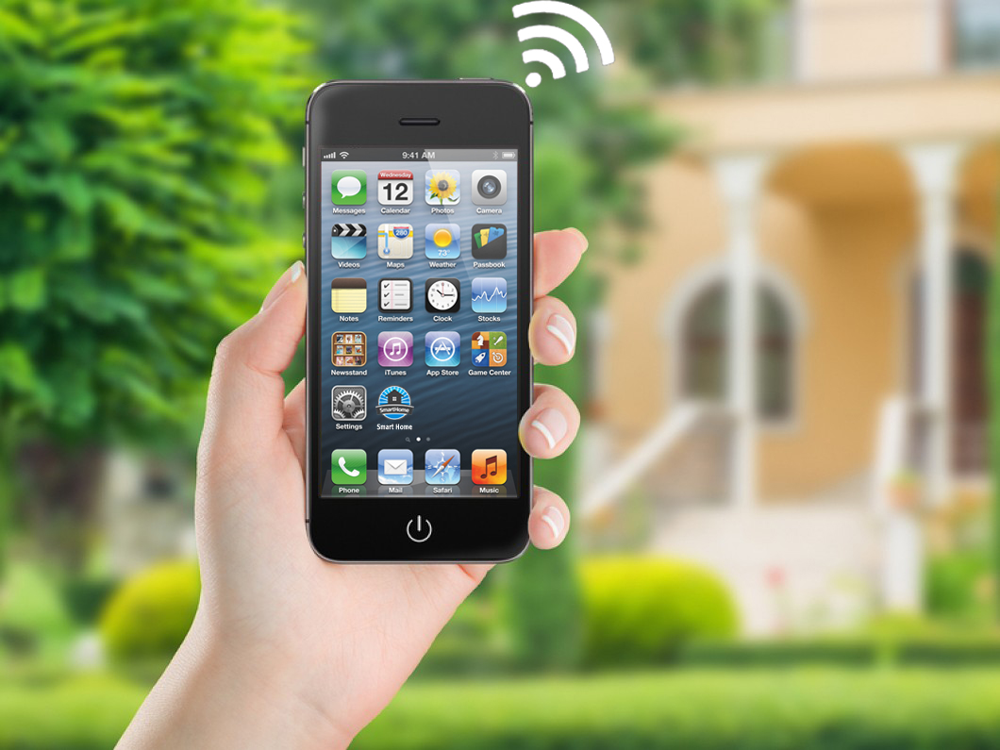 9:41 AM
Wednesday
12
280
73°
Messages Calendar Photos Camera
Videos Maps Weather Passbook
Notes Reminders Clock Stocks
Newsstand iTunes App Store Game Center
SmartHome
Settings Smart Home
Phone Mail Safari Music